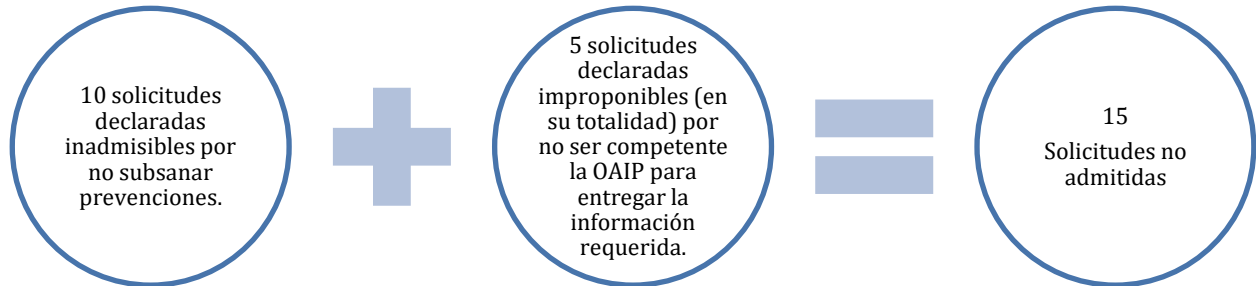 10 solicitudes
declaradas
inadmisibles por
no subsanar
prevenciones.
5 solicitudes
declaradas
improponibles (en
su totalidad) por
no ser competente
la OAIP para
entregar la
información
requerida.
15
Solicitudes no
admitidas